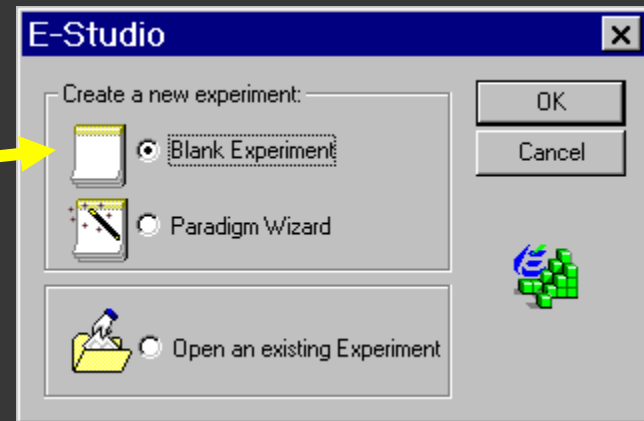 E-Studio
Create a new experiment:
OK
Blank Experiment
Cancel
Paradigm Wizard
Open an existing Experiment